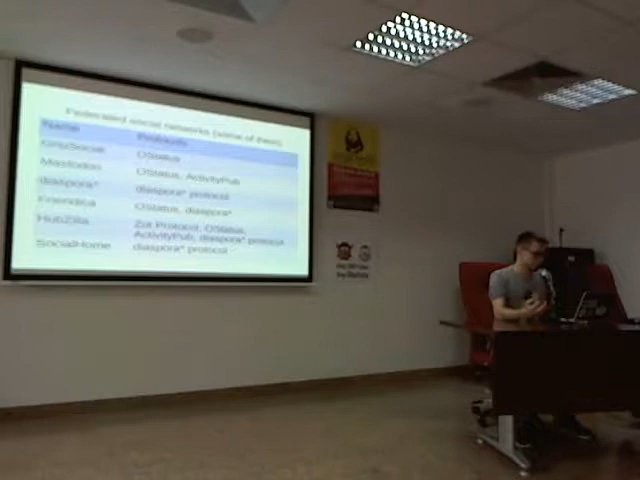 Federated social networks (some of them)
Name Protocols
GNUSocial OStatus
Mastodon OStatus, ActivityPub
diaspora* diaspora* protocol
Friendica OStatus, diaspora*
HubZilla Zot Protocol, OStatus,
ActivityPub, diaspora* protocol
SocialHome diaspora* protocol